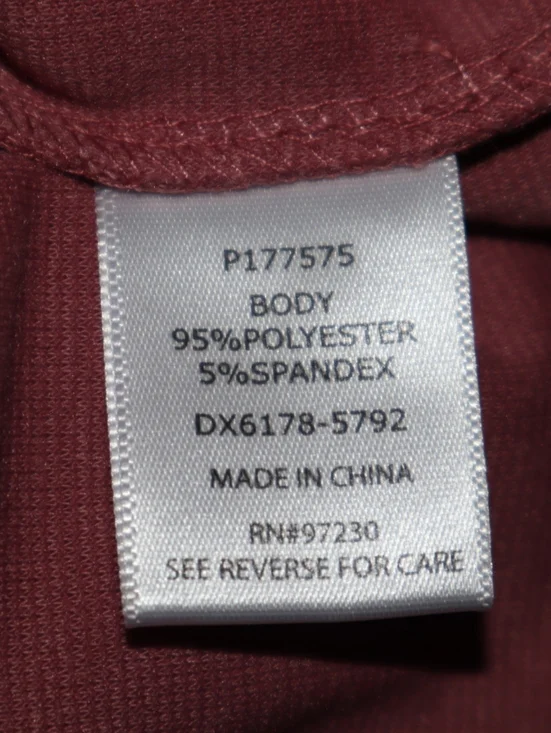 P177575
BODY
95%POLYESTER
5%SPANDEX
DX6178-5792
MADE IN CHINA
RN#97230
SEE REVERSE FOR CARE